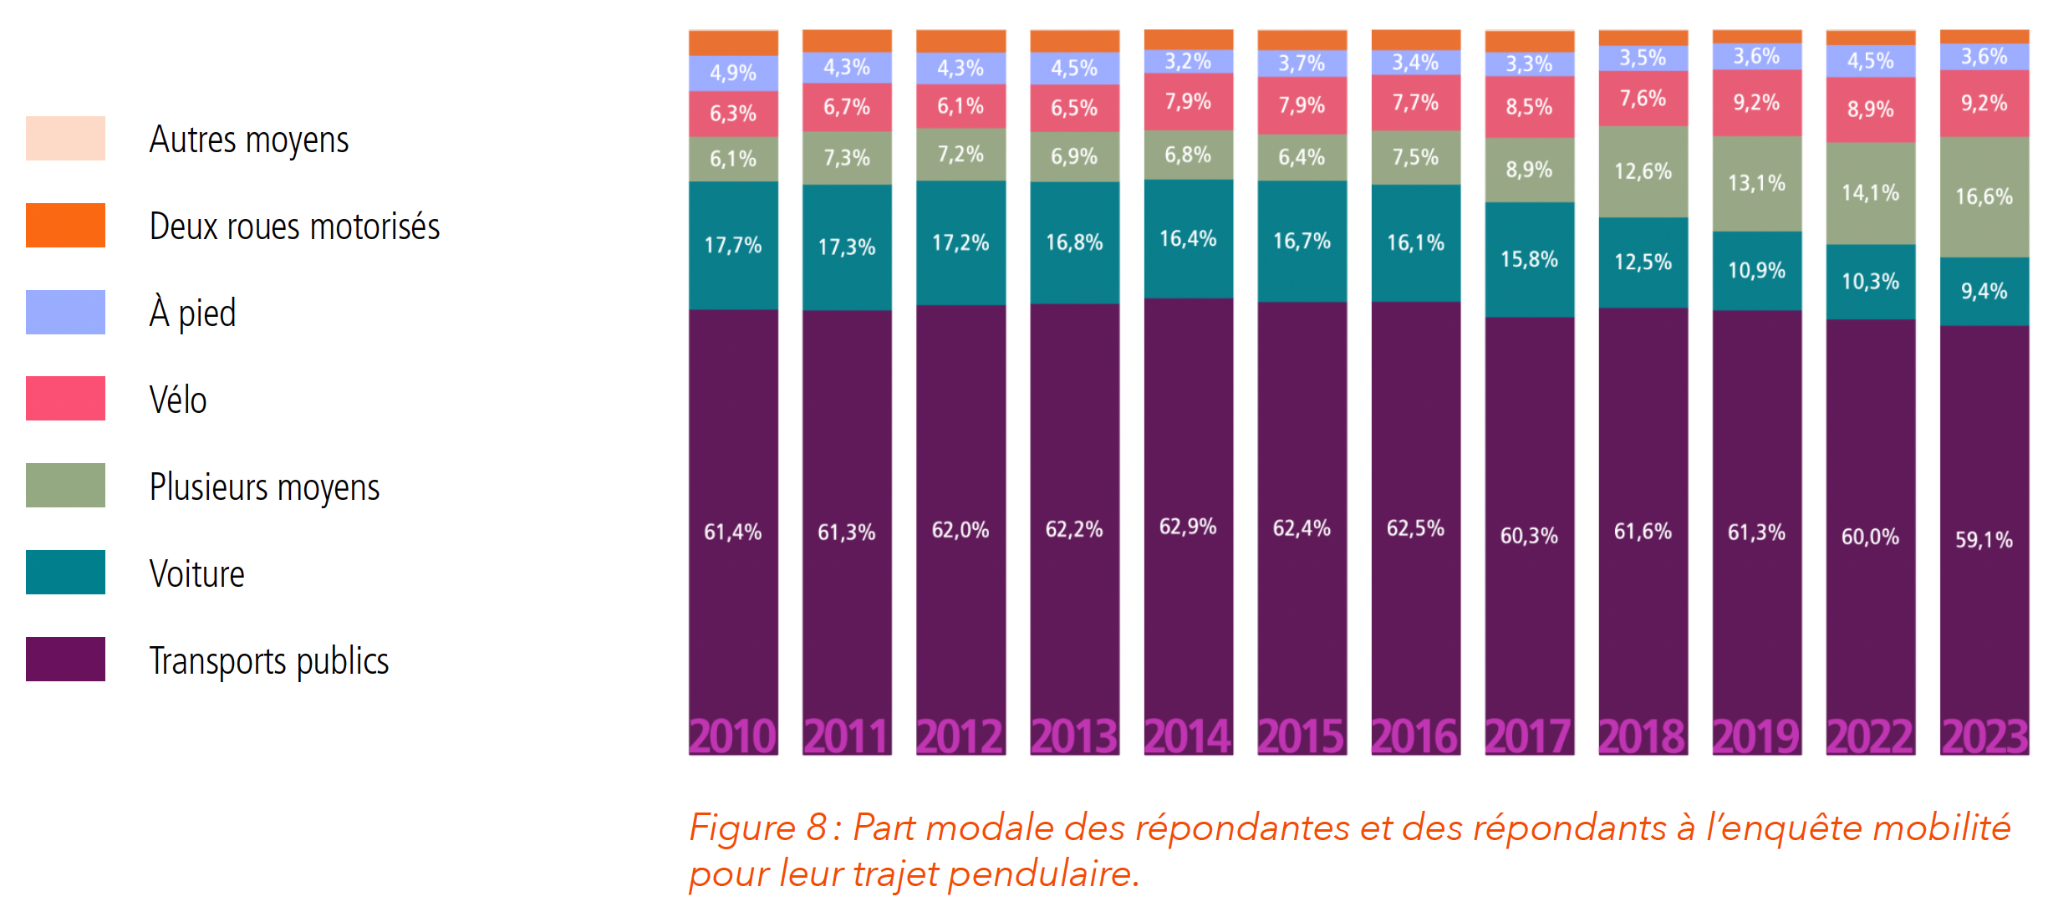 Autres moyens
Deux roues motorisés
À pied
Vélo
Plusieurs moyens
Voiture
Transports publics
4,9% 4,3% 4,3% 4,5% 3,2% 3,7% 3,4% 3,3% 3,5% 3,6% 4,5% 3,6%
6,3% 6,7% 6,1% 6,5% 7,9% 7,9% 7,7% 8,5% 7,6% 9,2% 8,9% 9,2%
6,1% 7,3% 7,2% 6,9% 6,8% 6,4% 7,5% 8,9% 12,6% 13,1% 14,1% 16,6%
17,7% 17,3% 17,2% 16,8% 16,4% 16,7% 16,1% 15,8% 12,5% 10,9% 10,3% 9,4%
61,4% 61,3% 62,0% 62,2% 62,9% 62,4% 62,5% 60,3% 61,6% 61,3% 60,0% 59,1%
2010 2011 2012 2013 2014 2015 2016 2017 2018 2019 2022 2023
Figure 8 : Part modale des répondantes et des répondants à l’enquête mobilité
pour leur trajet pendulaire.